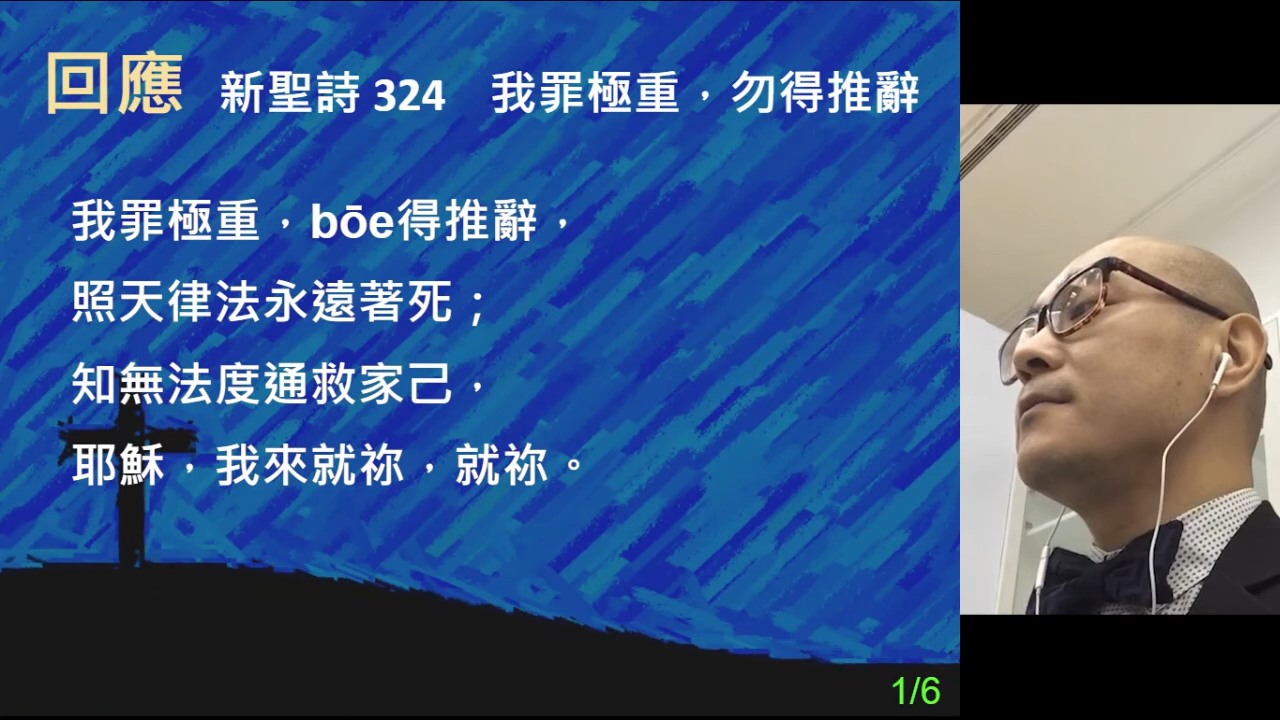 回應 新聖詩 324 我罪極重，勿得推辭
我罪極重，bōe得推辭，
照天律法永遠著死；
知無法度通救家己，
耶穌，我來就祢，就祢。
1/6